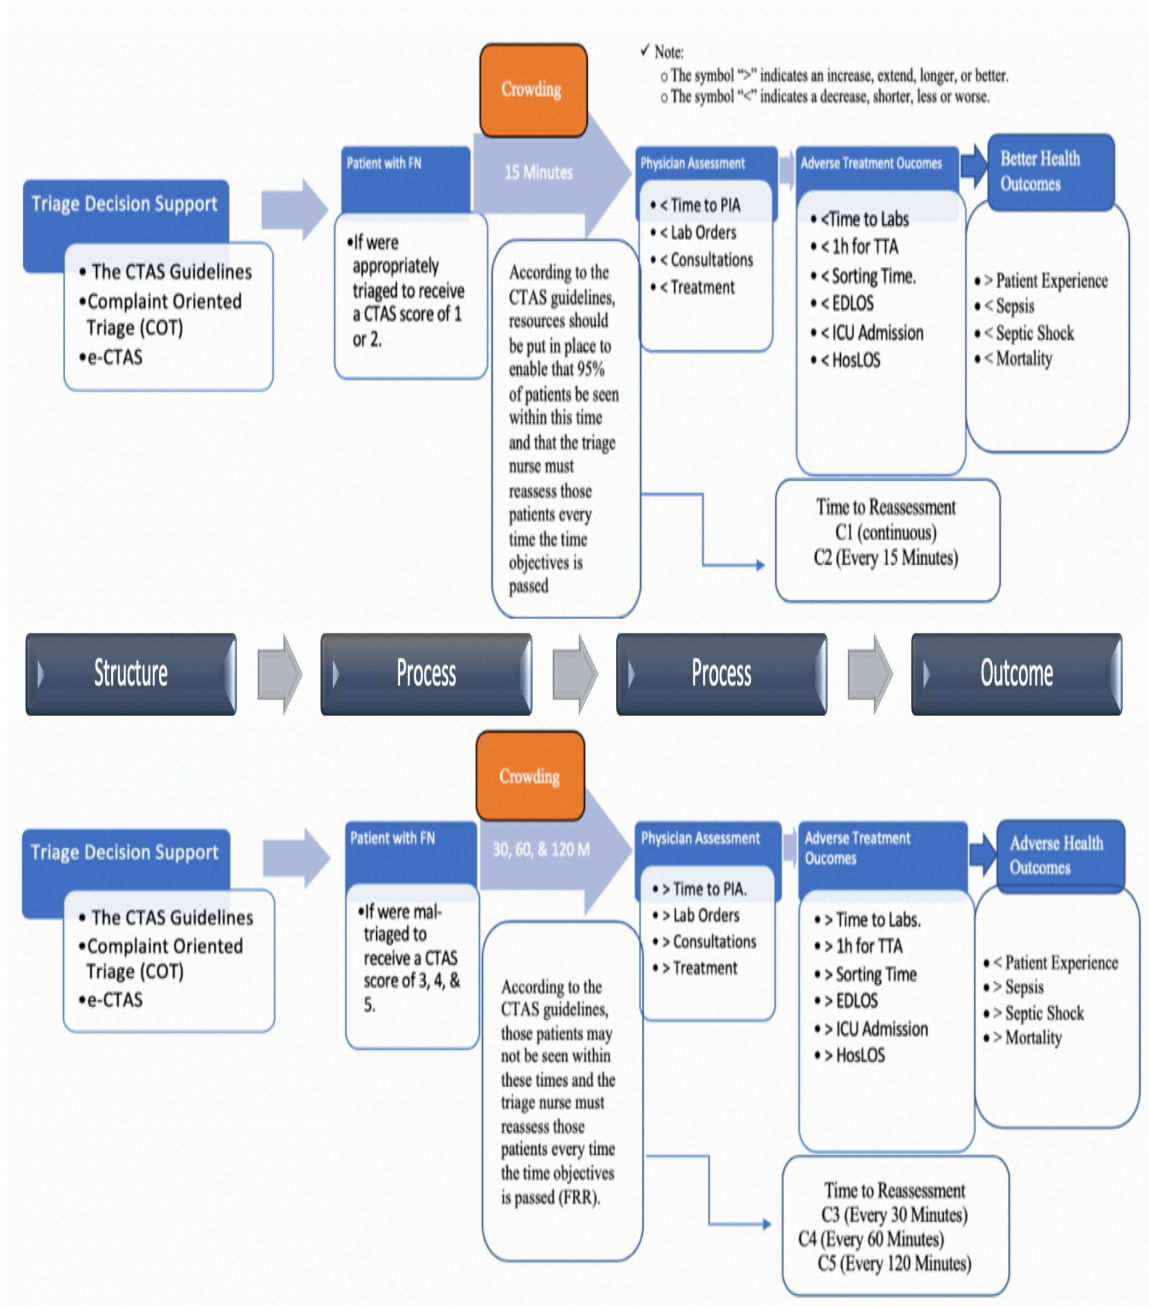 Crowding
✓ Note:
o The symbol “>” indicates an increase, extend, longer, or better.
o The symbol “<” indicates a decrease, shorter, less or worse.
Triage Decision Support
• The CTAS Guidelines
•Complaint Oriented
Triage (COT)
•e-CTAS
Patient with FN
•If were
appropriately
triaged to receive
a CTAS score of 1
or 2.
15 Minutes
According to the
CTAS guidelines,
resources should
be put in place to
enable that 95%
of patients be seen
within this time
and that the triage
nurse must
reassess those
patients every
time the time
objectives is
passed
Physician Assessment
• < Time to PIA
• < Lab Orders
• < Consultations
• < Treatment
Adverse Treatment Oucomes
• <Time to Labs
• < 1h for TTA
• < Sorting Time.
• < EDLOS
• < ICU Admission
• < HosLOS
Better Health
Outcomes
• > Patient Experience
• < Sepsis
• < Septic Shock
• < Mortality
Time to Reassessment
C1 (continuous)
C2 (Every 15 Minutes)
Structure
Process
Process
Outcome
Crowding
Triage Decision Support
• The CTAS Guidelines
•Complaint Oriented
Triage (COT)
•e-CTAS
Patient with FN
•If were mal-
triaged to
receive a CTAS
score of 3, 4, &
5.
30, 60, & 120 M
According to the
CTAS guidelines,
those patients may
not be seen within
these times and the
triage nurse must
reassess those
patients every time
the time objectives
is passed (FRR).
Physician Assessment
• > Time to PIA.
• > Lab Orders
• > Consultations
• > Treatment
Adverse Treatment
Oucomes
• > Time to Labs.
• > 1h for TTA
• > Sorting Time
• > EDLOS
• > ICU Admission
• > HosLOS
Adverse Health
Outcomes
• < Patient Experience
• > Sepsis
• > Septic Shock
• > Mortality
Time to Reassessment
C3 (Every 30 Minutes)
C4 (Every 60 Minutes)
C5 (Every 120 Minutes)